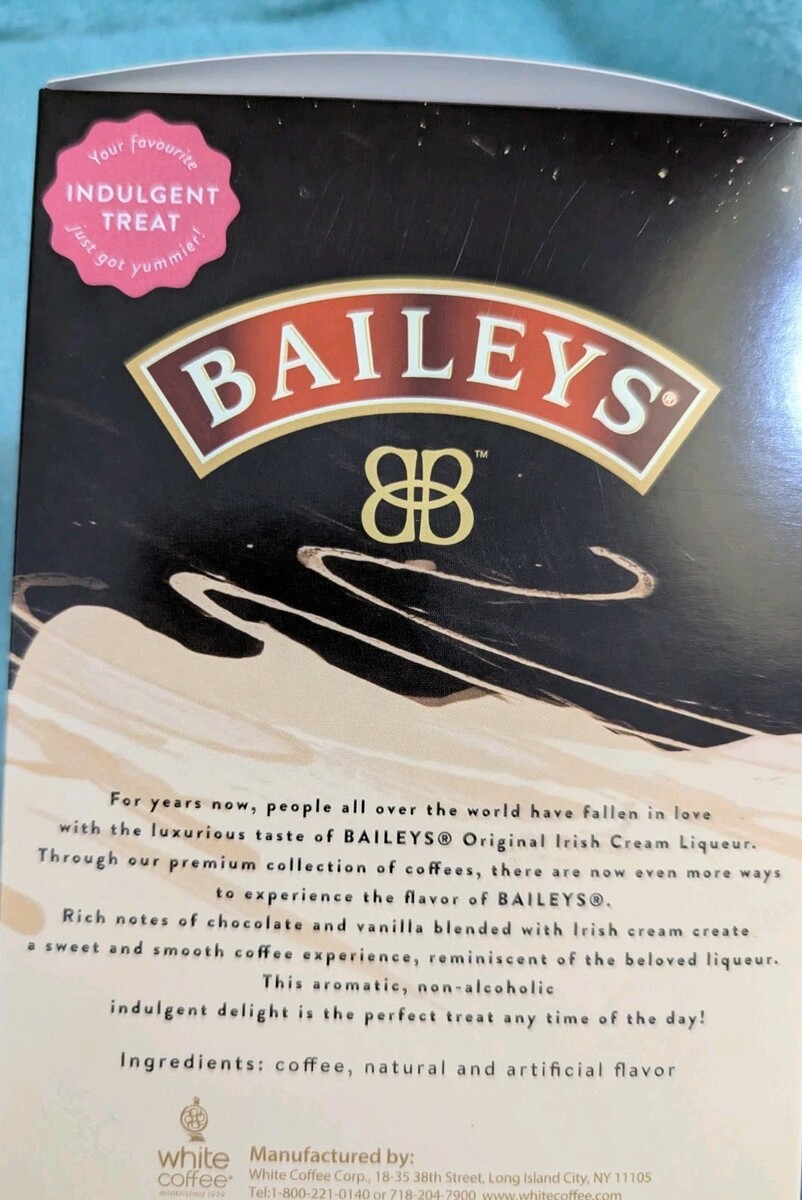 Your favourite
INDULGENT
TREAT
just got yummier!
BAILEYS®
BB™
For years now, people all over the world have fallen in love
with the luxurious taste of BAILEYS® Original Irish Cream Liqueur.
Through our premium collection of coffees, there are now even more ways
to experience the flavor of BAILEYS®.
Rich notes of chocolate and vanilla blended with Irish cream create
a sweet and smooth coffee experience, reminiscent of the beloved liqueur.
This aromatic, non-alcoholic
indulgent delight is the perfect treat any time of the day!
Ingredients: coffee, natural and artificial flavor
white
coffee
established 1939
Manufactured by:
White Coffee Corp., 18-35 38th Street, Long Island City, NY 11105
Tel:1-800-221-0140 or 718-204-7900 www.whitecoffee.com